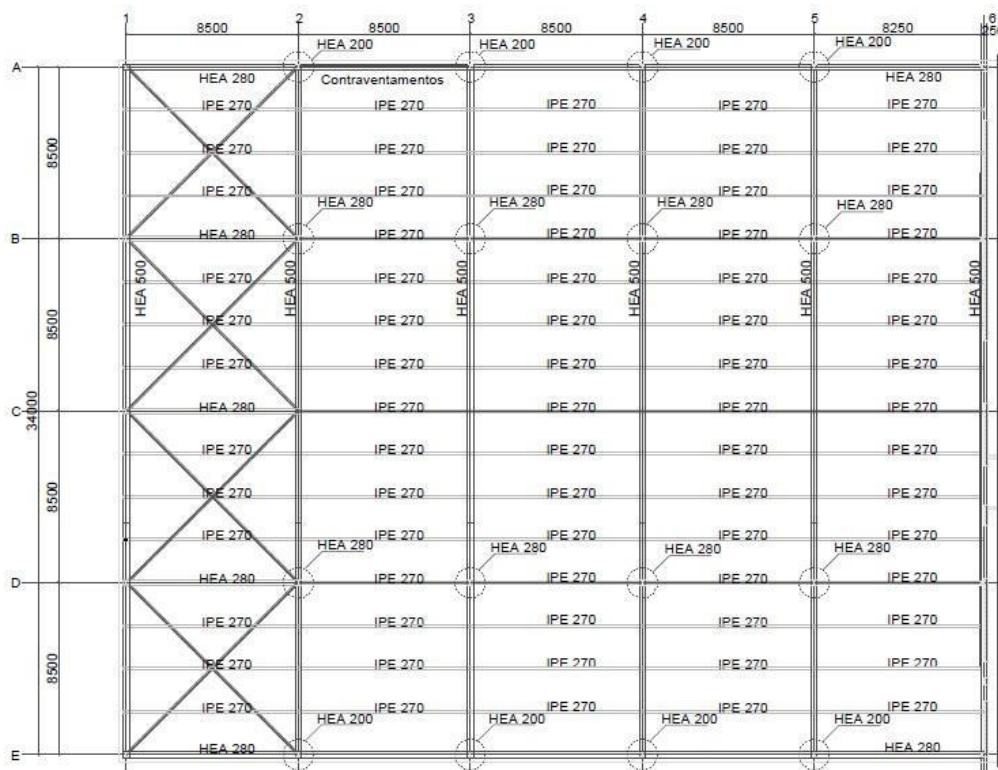 1 2 3 4 5 6
8500 8500 8500 8500 8250
HEA 200 HEA 200 HEA 200 HEA 200
A
HEA 280 Contraventamentos HEA 280
IPE 270 IPE 270 IPE 270 IPE 270 IPE 270
8500
IPE 270 IPE 270 IPE 270 IPE 270 IPE 270
IPE 270 IPE 270 IPE 270 IPE 270 IPE 270
HEA 280 HEA 280 HEA 280 HEA 280
B
HEA 280 IPE 270 IPE 270 IPE 270 IPE 270
IPE 270 IPE 270 IPE 270 IPE 270 IPE 270
HEA 500 HEA 500 HEA 500 HEA 500 HEA 500 HEA 500
8500
IPE 270 IPE 270 IPE 270 IPE 270 IPE 270
IPE 270 IPE 270 IPE 270 IPE 270 IPE 270
C
34000
HEA 280 IPE 270 IPE 270 IPE 270 IPE 270
IPE 270 IPE 270 IPE 270 IPE 270 IPE 270
8500
IPE 270 IPE 270 IPE 270 IPE 270 IPE 270
IPE 270 IPE 270 IPE 270 IPE 270 IPE 270
HEA 280 HEA 280 HEA 280 HEA 280
D
HEA 280 IPE 270 IPE 270 IPE 270 IPE 270
IPE 270 IPE 270 IPE 270 IPE 270 IPE 270
8500
IPE 270 IPE 270 IPE 270 IPE 270 IPE 270
IPE 270 IPE 270 IPE 270 IPE 270 IPE 270
HEA 200 HEA 200 HEA 200 HEA 200
E
HEA 280 HEA 280